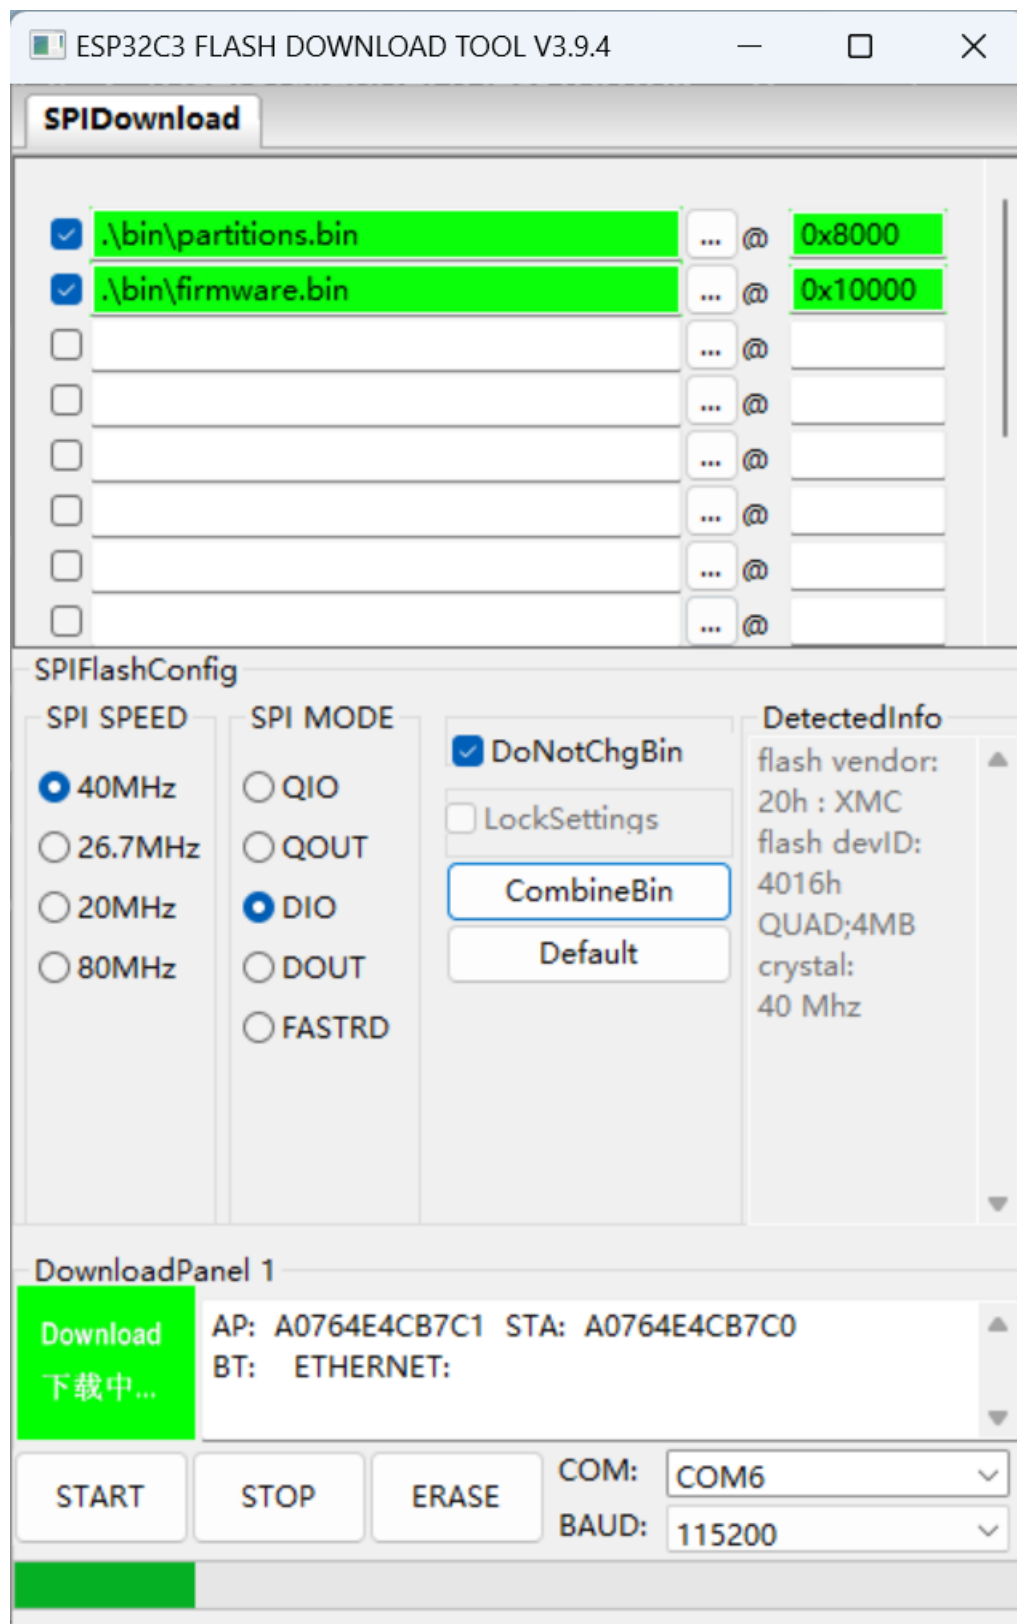 ESP32C3 FLASH DOWNLOAD TOOL V3.9.4
SPIDownload
.\bin\partitions.bin ... @ 0x8000
.\bin\firmware.bin ... @ 0x10000
... @
... @
... @
... @
... @
... @
SPIFlashConfig
SPI SPEED
40MHz
26.7MHz
20MHz
80MHz
SPI MODE
QIO
QOUT
DIO
DOUT
FASTRD
DoNotChgBin
LockSettings
CombineBin
Default
DetectedInfo
flash vendor:
20h : XMC
flash devID:
4016h
QUAD;4MB
crystal:
40 Mhz
DownloadPanel 1
Download
下载中...
AP: A0764E4CB7C1 STA: A0764E4CB7C0
BT: ETHERNET:
START STOP ERASE
COM: COM6
BAUD: 115200